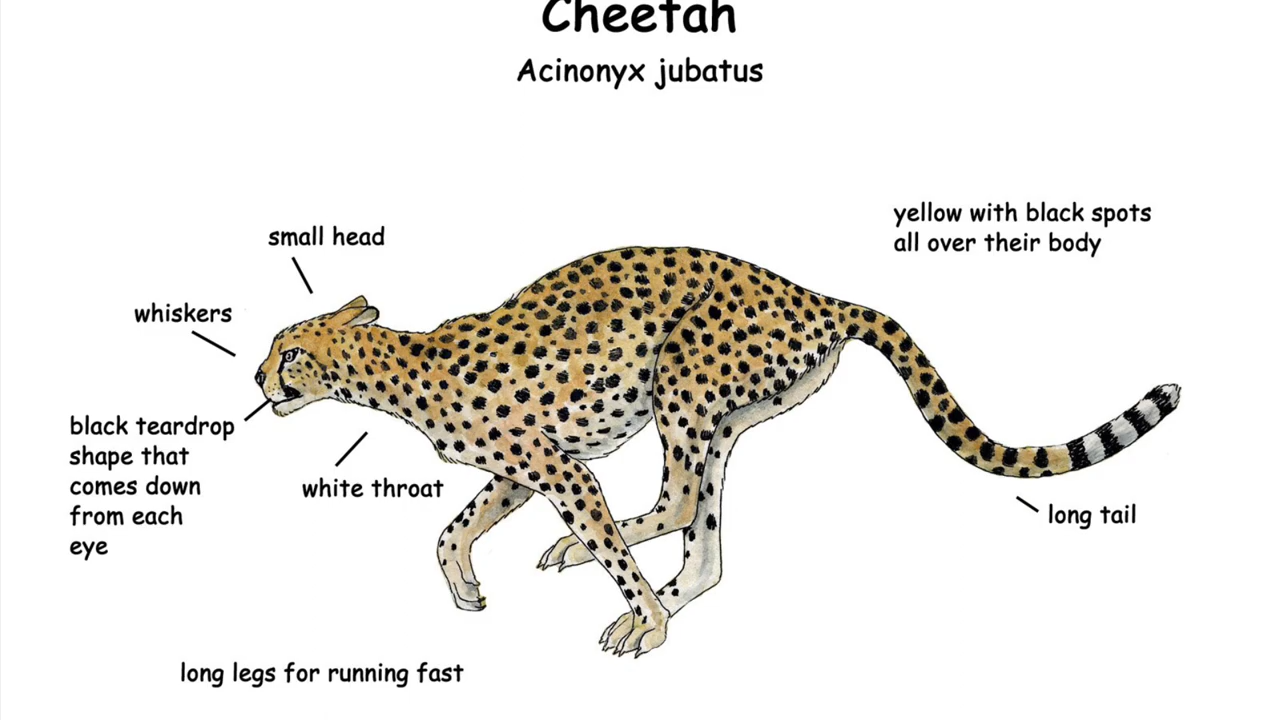 Cheetah
Acinonyx jubatus
yellow with black spots
all over their body
small head
whiskers
black teardrop
shape that
comes down
from each
eye
white throat
long tail
long legs for running fast